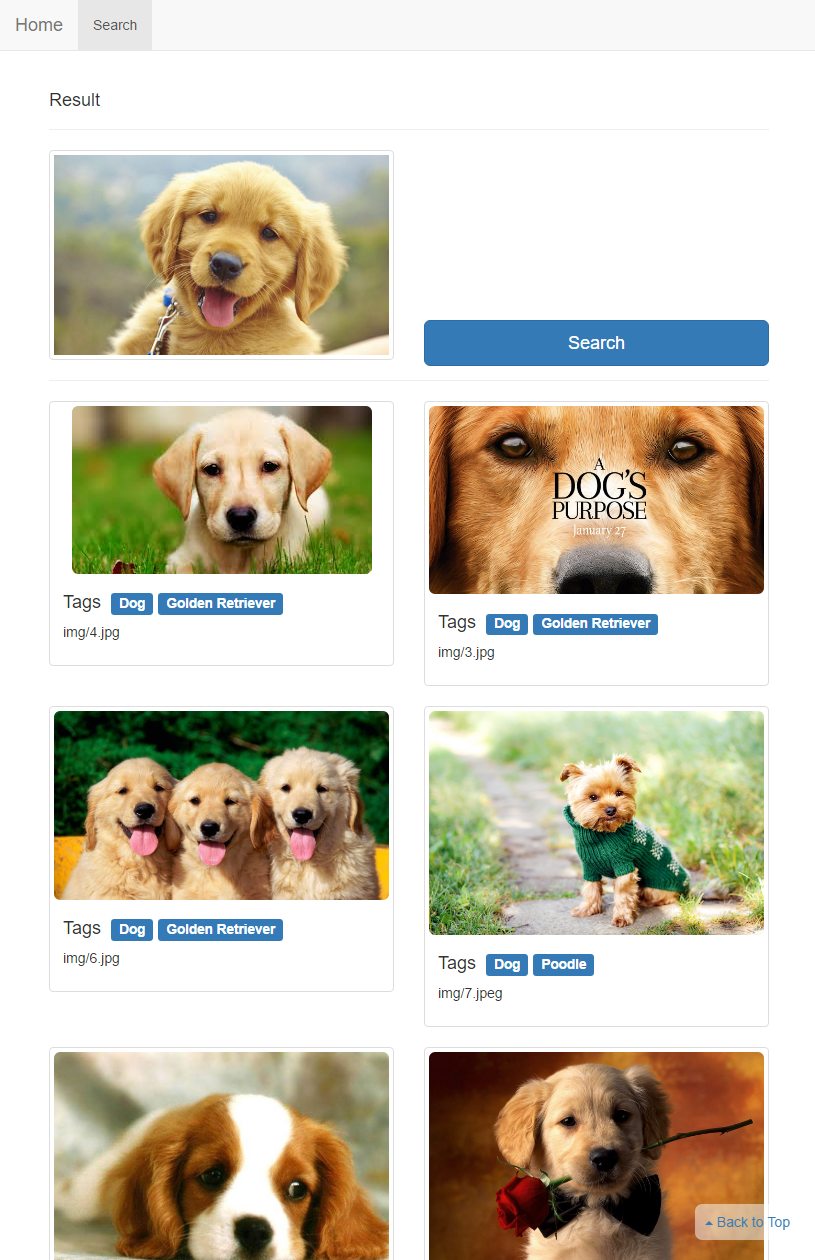 Home Search
Result
Search
A
DOG'S
PURPOSE
January 27
Tags Dog Golden Retriever
img/4.jpg
Tags Dog Golden Retriever
img/3.jpg
Tags Dog Golden Retriever
img/6.jpg
Tags Dog Poodle
img/7.jpeg
Back to Top